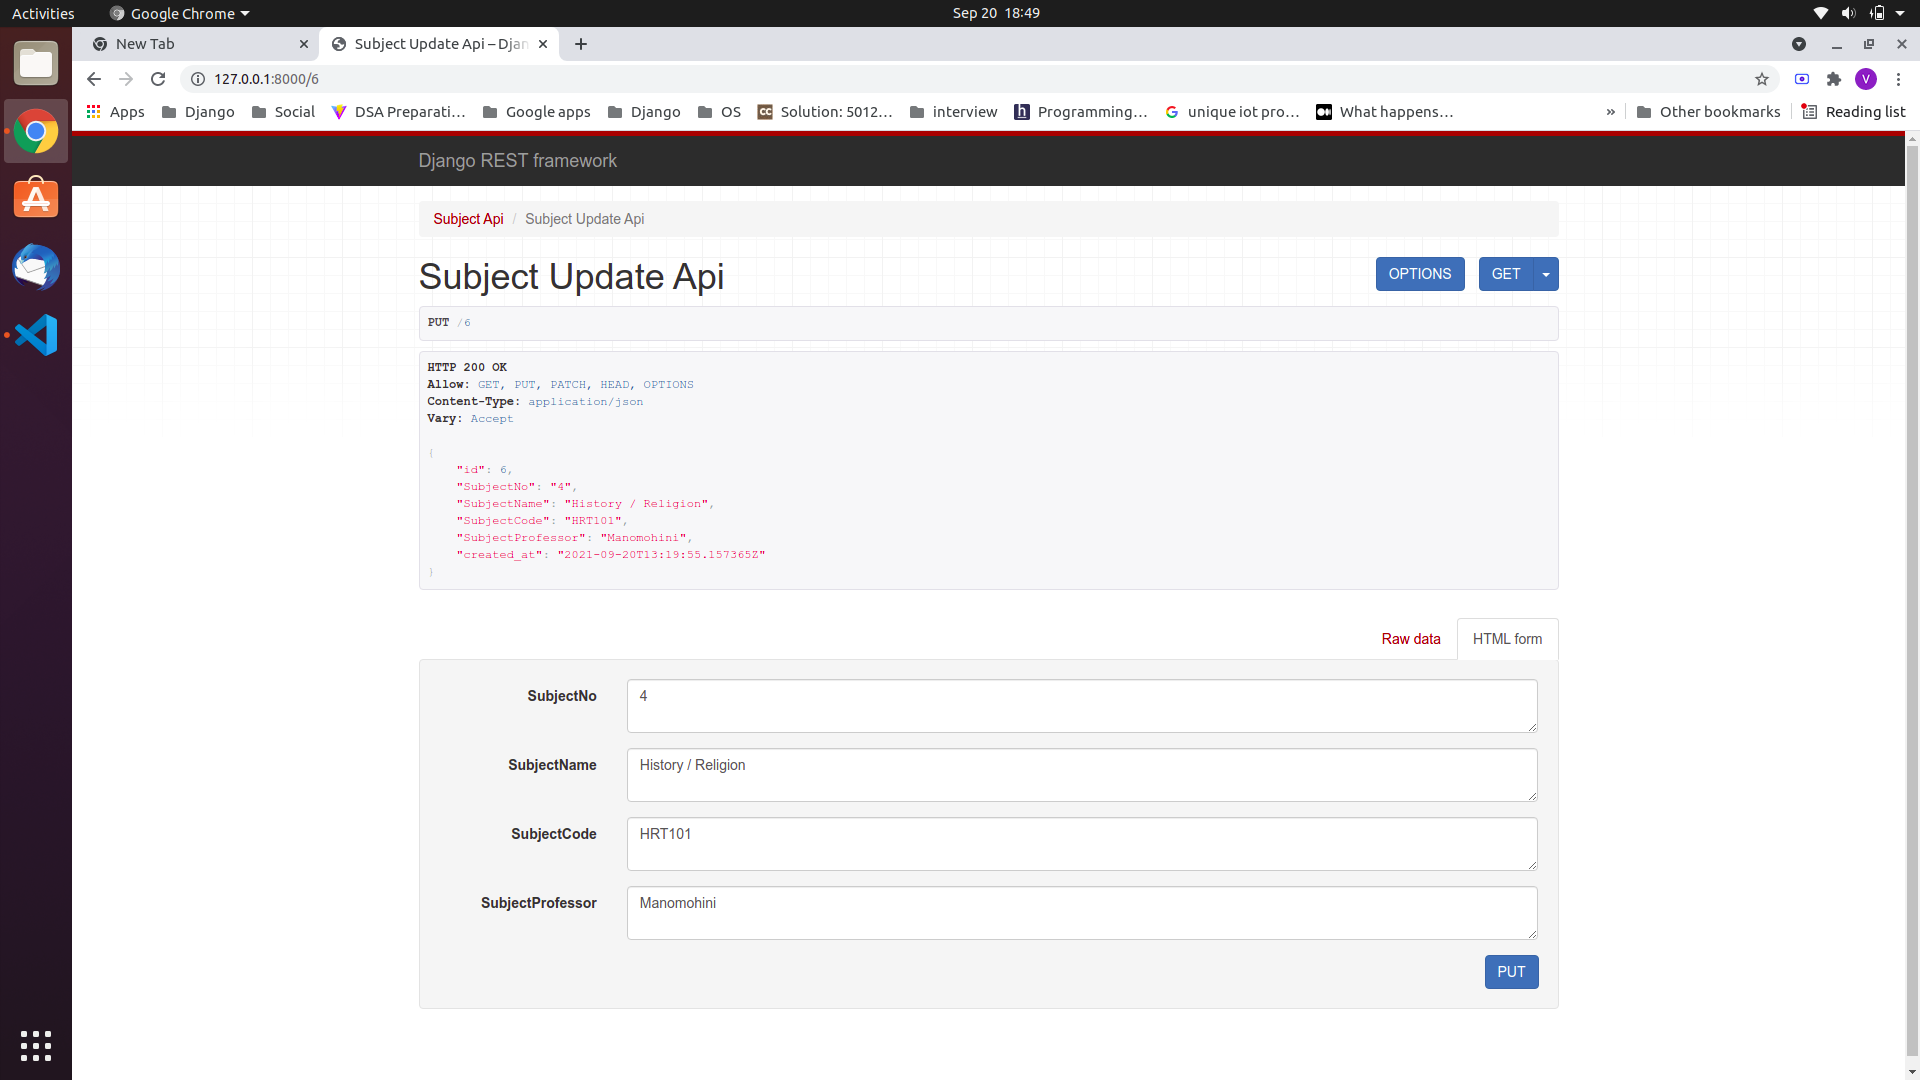 Activities
Google Chrome
Sep 20 18:49
New Tab
Subject Update Api – Djan
127.0.0.1:8000/6
V
Apps
Django
Social
DSA Preparati…
Google apps
Django
OS
Solution: 5012…
interview
Programming…
unique iot pro…
What happens…
»
Other bookmarks
Reading list
Django REST framework
Subject Api / Subject Update Api
Subject Update Api
OPTIONS
GET
PUT /6
HTTP 200 OK
Allow: GET, PUT, PATCH, HEAD, OPTIONS
Content-Type: application/json
Vary: Accept
{
"id": 6,
"SubjectNo": "4",
"SubjectName": "History / Religion",
"SubjectCode": "HRT101",
"SubjectProfessor": "Manomohini",
"created_at": "2021-09-20T13:19:55.157365Z"
}
Raw data
HTML form
SubjectNo
4
SubjectName
History / Religion
SubjectCode
HRT101
SubjectProfessor
Manomohini
PUT